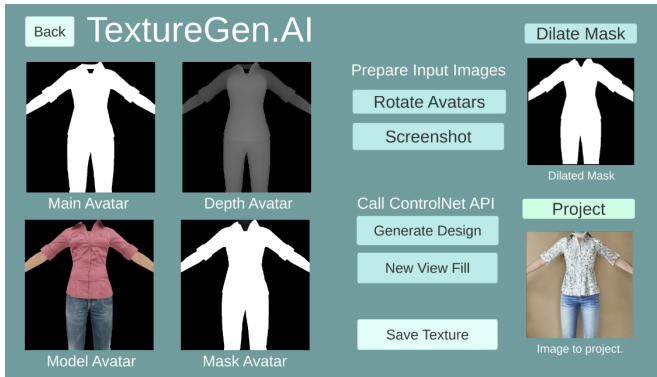 Back
TextureGen.AI
Dilate Mask
Prepare Input Images
Rotate Avatars
Screenshot
Dilated Mask
Main Avatar
Depth Avatar
Call ControlNet API
Project
Generate Design
New View Fill
Save Texture
Image to project.
Model Avatar
Mask Avatar